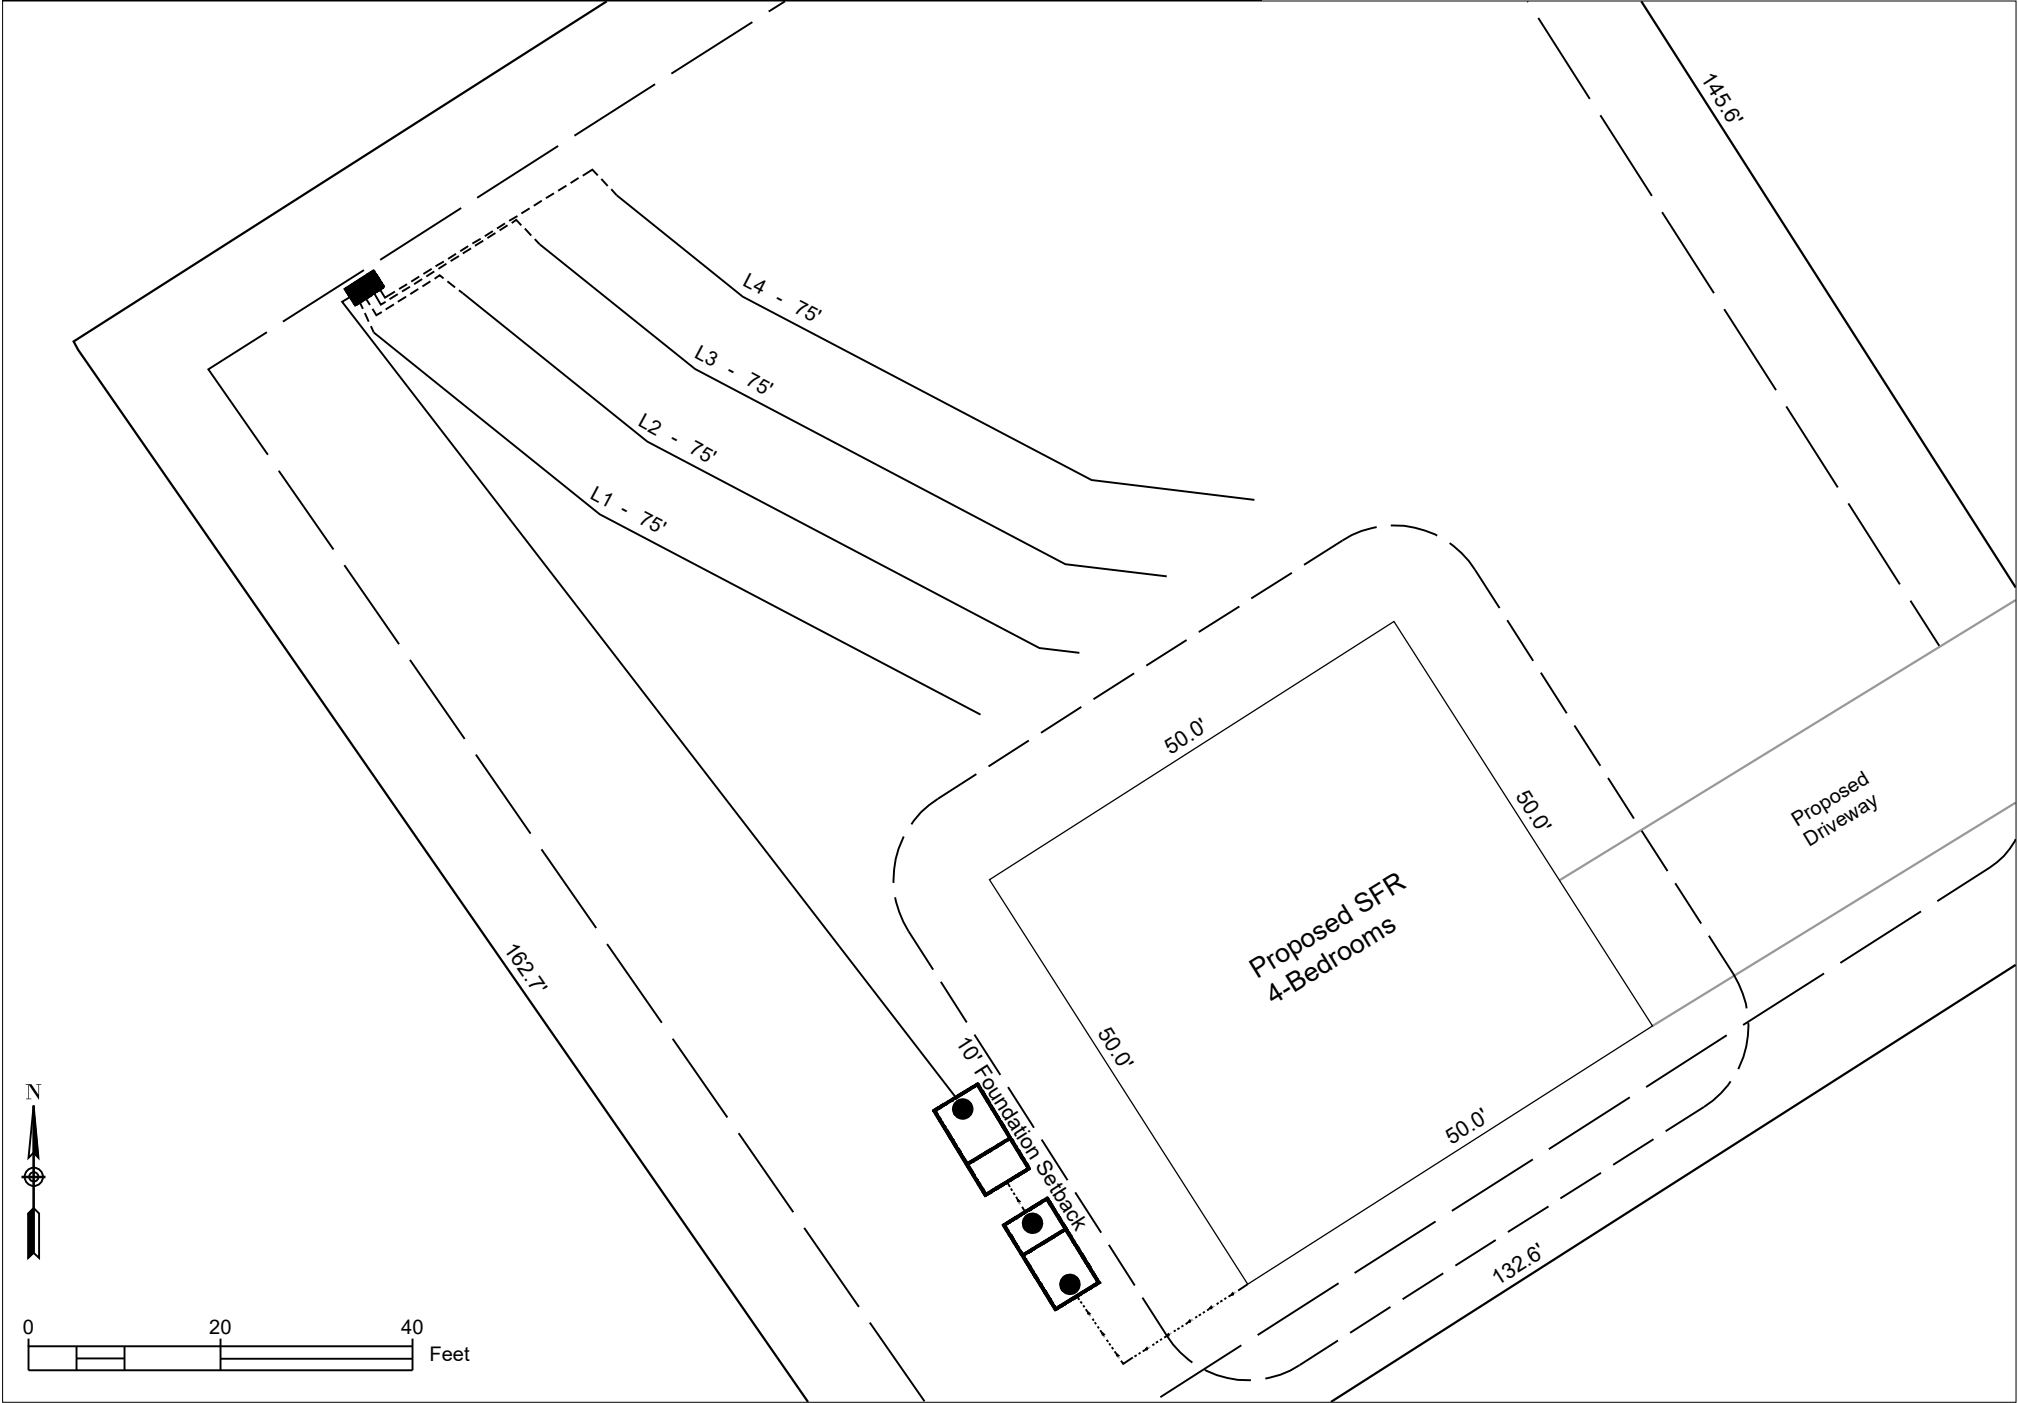 145.6'
L4 - 75'
L3 - 75'
L2 - 75'
L1 - 75'
50.0'
50.0'
Proposed
Driveway
Proposed SFR
4-Bedrooms
162.7'
50.0'
10' Foundation Setback
50.0'
132.6'
N
0 20 40
Feet